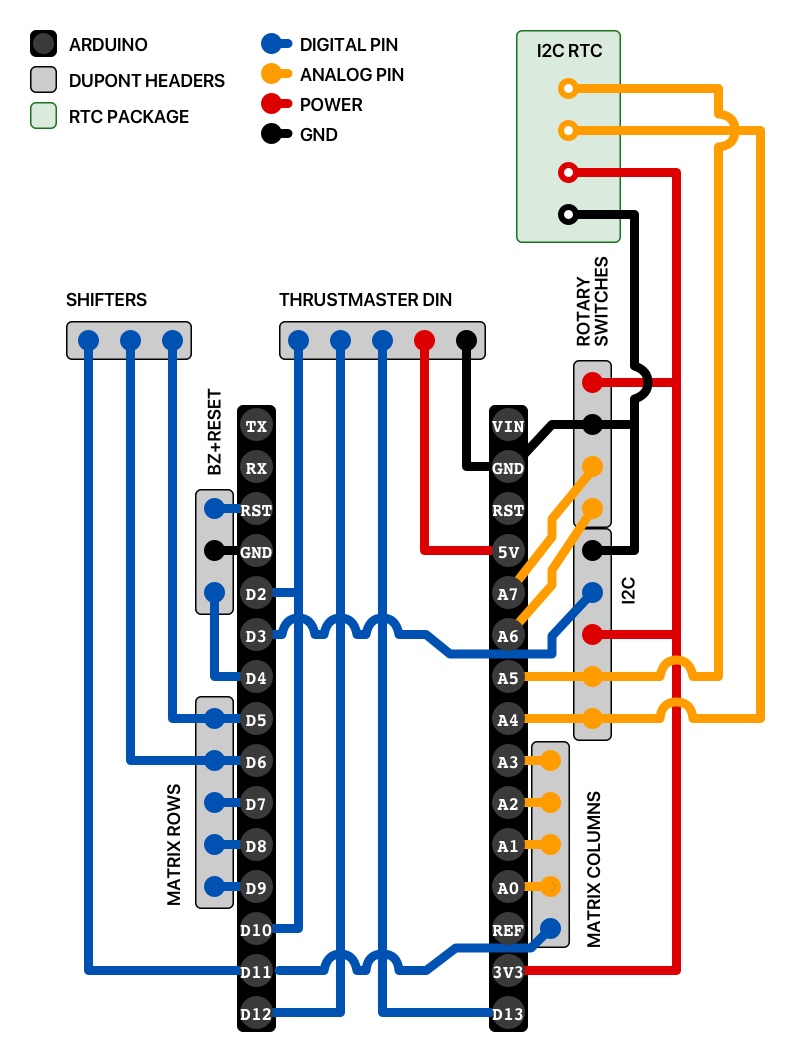 ARDUINO
DUPONT HEADERS
RTC PACKAGE
DIGITAL PIN
ANALOG PIN
POWER
GND
I2C RTC
SHIFTERS
THRUSTMASTER DIN
ROTARY
SWITCHES
BZ+RESET
TX
RX
RST
GND
D2
D3
D4
D5
D6
D7
D8
D9
D10
D11
D12
MATRIX ROWS
VIN
GND
RST
5V
A7
A6
A5
A4
A3
A2
A1
A0
REF
3V3
D13
I2C
MATRIX COLUMNS